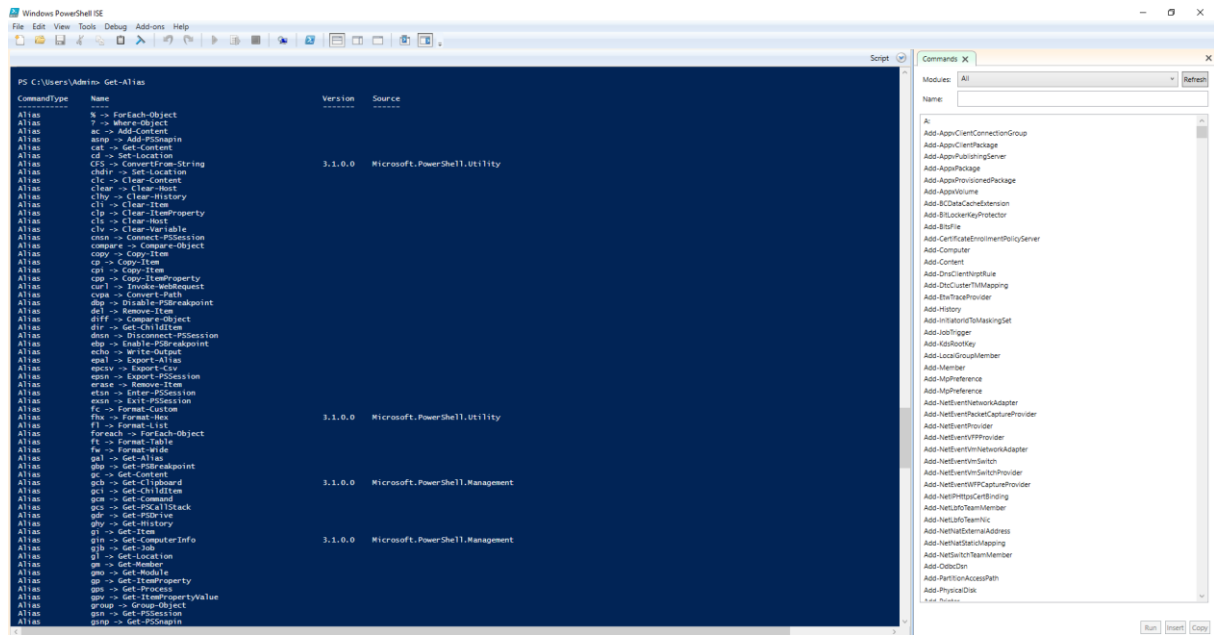 Windows PowerShell ISE
File Edit View Tools Debug Add-ons Help
Script
PS C:\Users\Admin> Get-Alias
CommandType Name Version Source
----------- ---- ------- ------
Alias % -> ForEach-Object
Alias ? -> Where-Object
Alias ac -> Add-Content
Alias asnp -> Add-PSSnapin
Alias cat -> Get-Content
Alias cd -> Set-Location
Alias CFS -> ConvertFrom-String 3.1.0.0 Microsoft.PowerShell.Utility
Alias chdir -> Set-Location
Alias clc -> Clear-Content
Alias clear -> Clear-Host
Alias clhy -> Clear-History
Alias cli -> Clear-Item
Alias clp -> Clear-ItemProperty
Alias cls -> Clear-Host
Alias clv -> Clear-Variable
Alias cnsn -> Connect-PSSession
Alias compare -> Compare-Object
Alias copy -> Copy-Item
Alias cp -> Copy-Item
Alias cpi -> Copy-Item
Alias cpp -> Copy-ItemProperty
Alias curl -> Invoke-WebRequest
Alias cvpa -> Convert-Path
Alias dbp -> Disable-PSBreakpoint
Alias del -> Remove-Item
Alias diff -> Compare-Object
Alias dir -> Get-ChildItem
Alias dnsn -> Disconnect-PSSession
Alias ebp -> Enable-PSBreakpoint
Alias echo -> Write-Output
Alias epal -> Export-Alias
Alias epcsv -> Export-Csv
Alias epsn -> Export-PSSession
Alias erase -> Remove-Item
Alias etsn -> Enter-PSSession
Alias exsn -> Exit-PSSession
Alias fc -> Format-Custom
Alias fhx -> Format-Hex 3.1.0.0 Microsoft.PowerShell.Utility
Alias fl -> Format-List
Alias foreach -> ForEach-Object
Alias ft -> Format-Table
Alias fw -> Format-Wide
Alias gal -> Get-Alias
Alias gbp -> Get-PSBreakpoint
Alias gc -> Get-Content
Alias gcb -> Get-Clipboard 3.1.0.0 Microsoft.PowerShell.Management
Alias gci -> Get-ChildItem
Alias gcm -> Get-Command
Alias gcs -> Get-PSCallStack
Alias gdr -> Get-PSDrive
Alias ghy -> Get-History
Alias gi -> Get-Item
Alias gin -> Get-ComputerInfo 3.1.0.0 Microsoft.PowerShell.Management
Alias gjb -> Get-Job
Alias gl -> Get-Location
Alias gm -> Get-Member
Alias gmo -> Get-Module
Alias gp -> Get-ItemProperty
Alias gps -> Get-Process
Alias gpv -> Get-ItemPropertyValue
Alias group -> Group-Object
Alias gsn -> Get-PSSession
Alias gsnp -> Get-PSSnapin
Commands X
Modules: All Refresh
Name:
A:
Add-AppvClientConnectionGroup
Add-AppvClientPackage
Add-AppvPublishingServer
Add-AppxPackage
Add-AppxProvisionedPackage
Add-AppxVolume
Add-BCDataCacheExtension
Add-BitLockerKeyProtector
Add-BitsFile
Add-CertificateEnrollmentPolicyServer
Add-Computer
Add-Content
Add-DnsClientNrptRule
Add-DtcClusterTMMapping
Add-EtwTraceProvider
Add-History
Add-InitiatorIdToMaskingSet
Add-JobTrigger
Add-KdsRootKey
Add-LocalGroupMember
Add-Member
Add-MpPreference
Add-MpPreference
Add-NetEventNetworkAdapter
Add-NetEventPacketCaptureProvider
Add-NetEventProvider
Add-NetEventVFPProvider
Add-NetEventVmNetworkAdapter
Add-NetEventVmSwitch
Add-NetEventVmSwitchProvider
Add-NetEventWFPCaptureProvider
Add-NetIPHttpsCertBinding
Add-NetLbfoTeamMember
Add-NetLbfoTeamNic
Add-NetNatExternalAddress
Add-NetNatStaticMapping
Add-NetSwitchTeamMember
Add-OdbcDsn
Add-PartitionAccessPath
Add-PhysicalDisk
Add-Printer
Run Insert Copy